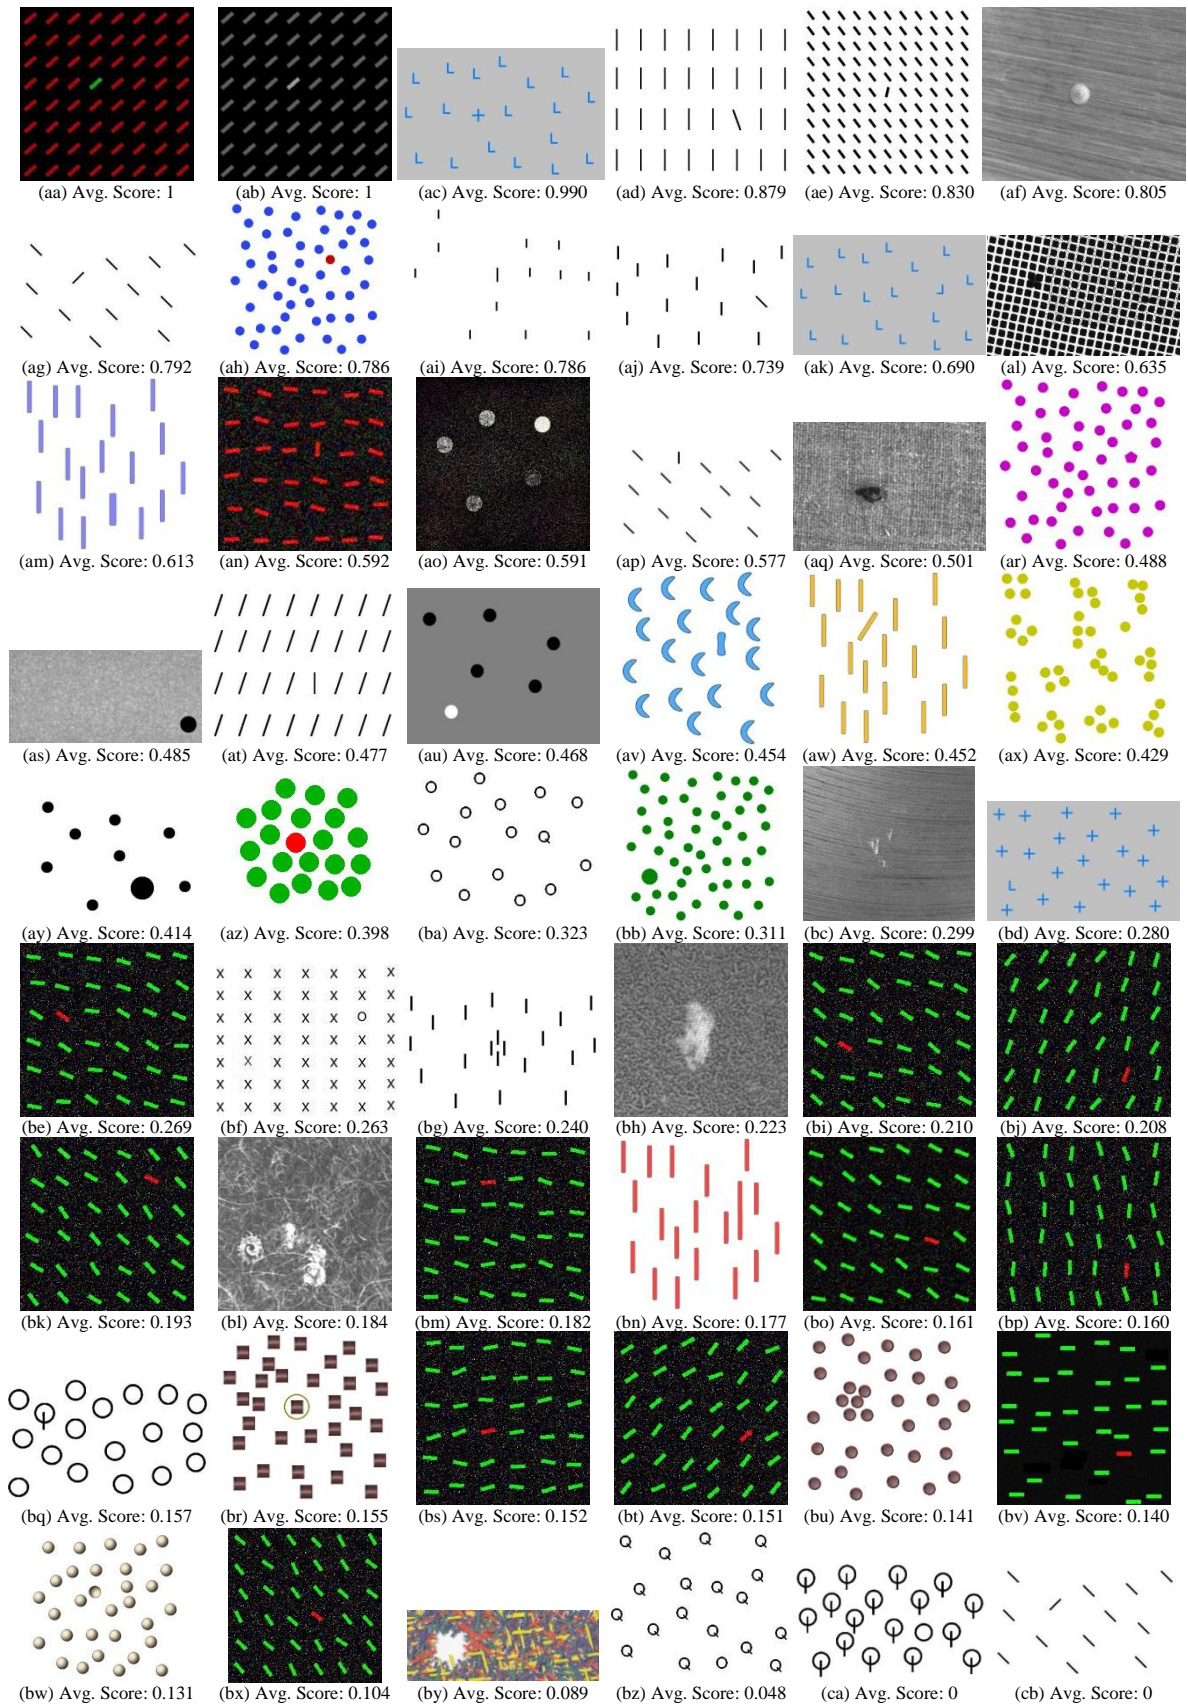 (aa) Avg. Score: 1 (ab) Avg. Score: 1 (ac) Avg. Score: 0.990 (ad) Avg. Score: 0.879 (ae) Avg. Score: 0.830 (af) Avg. Score: 0.805
(ag) Avg. Score: 0.792 (ah) Avg. Score: 0.786 (ai) Avg. Score: 0.786 (aj) Avg. Score: 0.739 (ak) Avg. Score: 0.690 (al) Avg. Score: 0.635
(am) Avg. Score: 0.613 (an) Avg. Score: 0.592 (ao) Avg. Score: 0.591 (ap) Avg. Score: 0.577 (aq) Avg. Score: 0.501 (ar) Avg. Score: 0.488
(as) Avg. Score: 0.485 (at) Avg. Score: 0.477 (au) Avg. Score: 0.468 (av) Avg. Score: 0.454 (aw) Avg. Score: 0.452 (ax) Avg. Score: 0.429
(ay) Avg. Score: 0.414 (az) Avg. Score: 0.398 (ba) Avg. Score: 0.323 (bb) Avg. Score: 0.311 (bc) Avg. Score: 0.299 (bd) Avg. Score: 0.280
(be) Avg. Score: 0.269 (bf) Avg. Score: 0.263 (bg) Avg. Score: 0.240 (bh) Avg. Score: 0.223 (bi) Avg. Score: 0.210 (bj) Avg. Score: 0.208
(bk) Avg. Score: 0.193 (bl) Avg. Score: 0.184 (bm) Avg. Score: 0.182 (bn) Avg. Score: 0.177 (bo) Avg. Score: 0.161 (bp) Avg. Score: 0.160
(bq) Avg. Score: 0.157 (br) Avg. Score: 0.155 (bs) Avg. Score: 0.152 (bt) Avg. Score: 0.151 (bu) Avg. Score: 0.141 (bv) Avg. Score: 0.140
(bw) Avg. Score: 0.131 (bx) Avg. Score: 0.104 (by) Avg. Score: 0.089 (bz) Avg. Score: 0.048 (ca) Avg. Score: 0 (cb) Avg. Score: 0